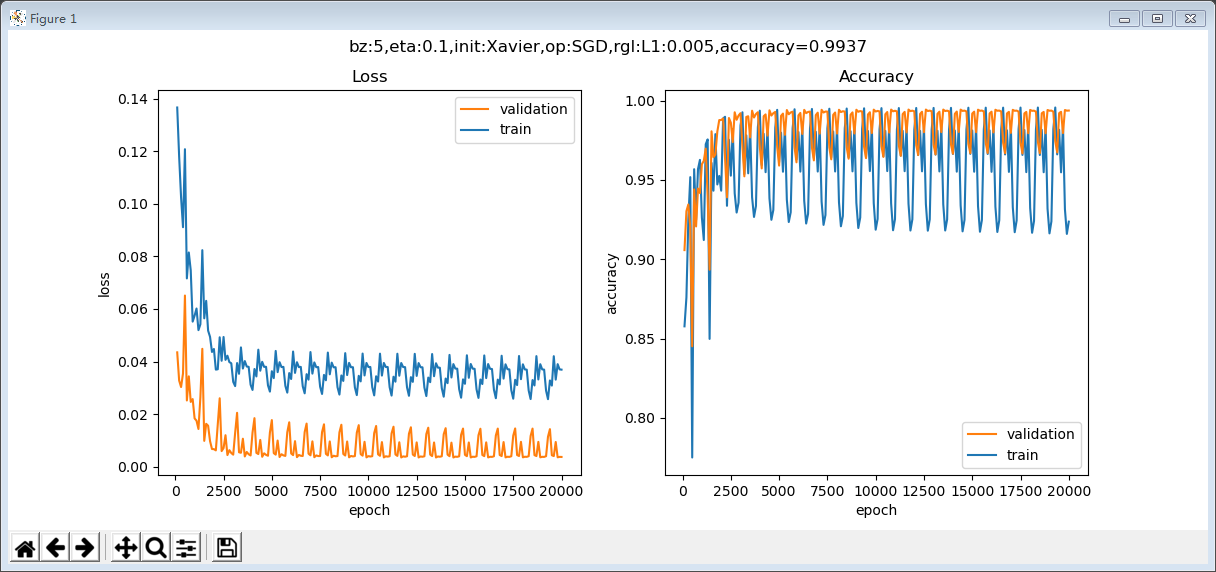 Figure 1
bz:5,eta:0.1,init:Xavier,op:SGD,rgl:L1:0.005,accuracy=0.9937
Loss
0.14
0.12
0.10
0.08
0.06
0.04
0.02
0.00
loss
validation
train
0 2500 5000 7500 10000 12500 15000 17500 20000
epoch
Accuracy
1.00
0.95
0.90
0.85
0.80
accuracy
validation
train
0 2500 5000 7500 10000 12500 15000 17500 20000
epoch